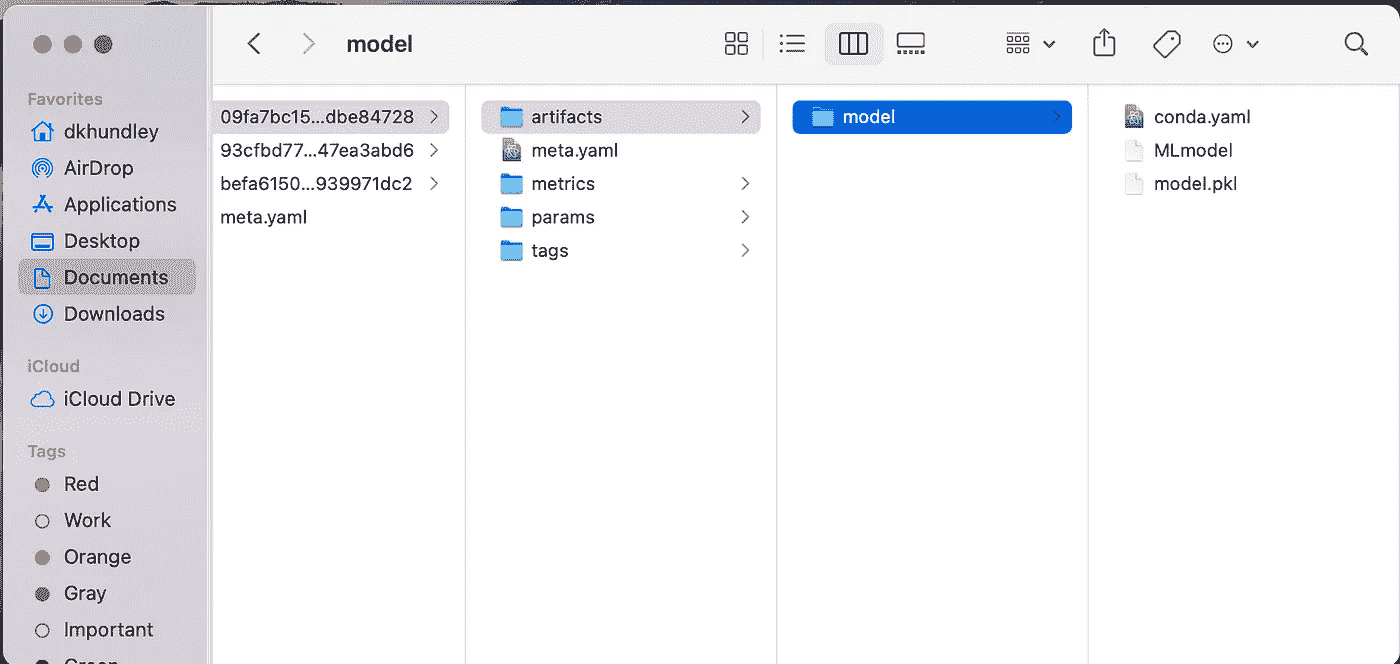 model
Favorites
dkhundley
AirDrop
Applications
Desktop
Documents
Downloads
iCloud
iCloud Drive
Tags
Red
Work
Orange
Gray
Important
Green
09fa7bc15...dbe84728
93cfbd77...47ea3abd6
befa6150...939971dc2
meta.yaml
artifacts
meta.yaml
metrics
params
tags
model
conda.yaml
MLmodel
model.pkl